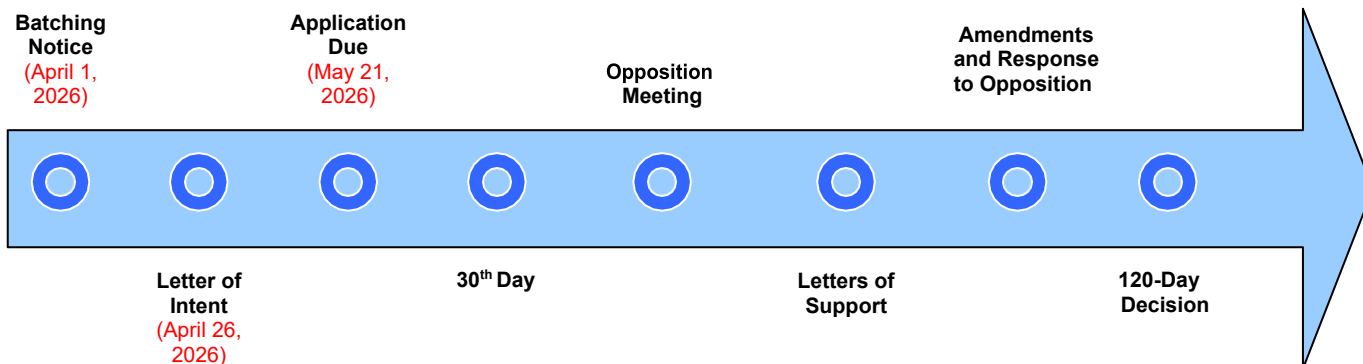 Batching
Notice
(April 1,
2026)
Letter of
Intent
(April 26,
2026)
Application
Due
(May 21,
2026)
30th Day
Opposition
Meeting
Letters of
Support
Amendments
and Response
to Opposition
120-Day
Decision